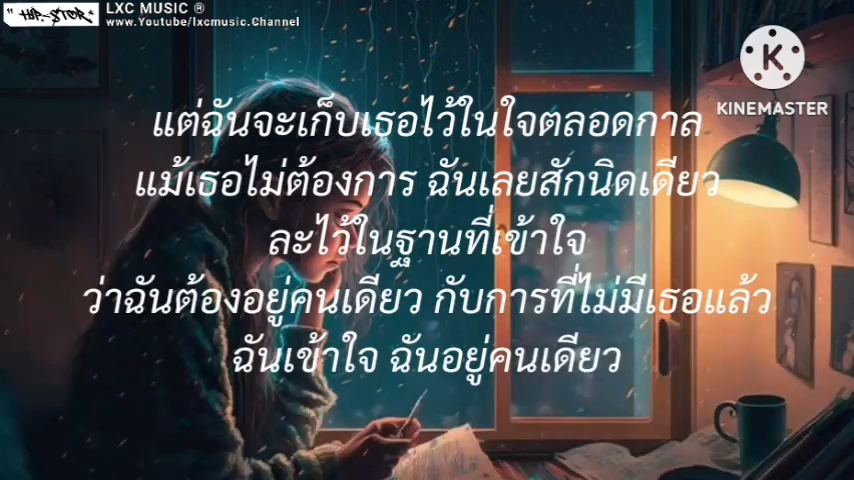 HIP-STER
LXC MUSIC ®
www.Youtube/lxcmusic.Channel
K
KINEMASTER
แต่ฉันจะเก็บเธอไว้ในใจตลอดกาล
แม้เธอไม่ต้องการ ฉันเลยสักนิดเดียว
ละไว้ในฐานที่เข้าใจ
ว่าฉันต้องอยู่คนเดียว กับการที่ไม่มีเธอแล้ว
ฉันเข้าใจ ฉันอยู่คนเดียว